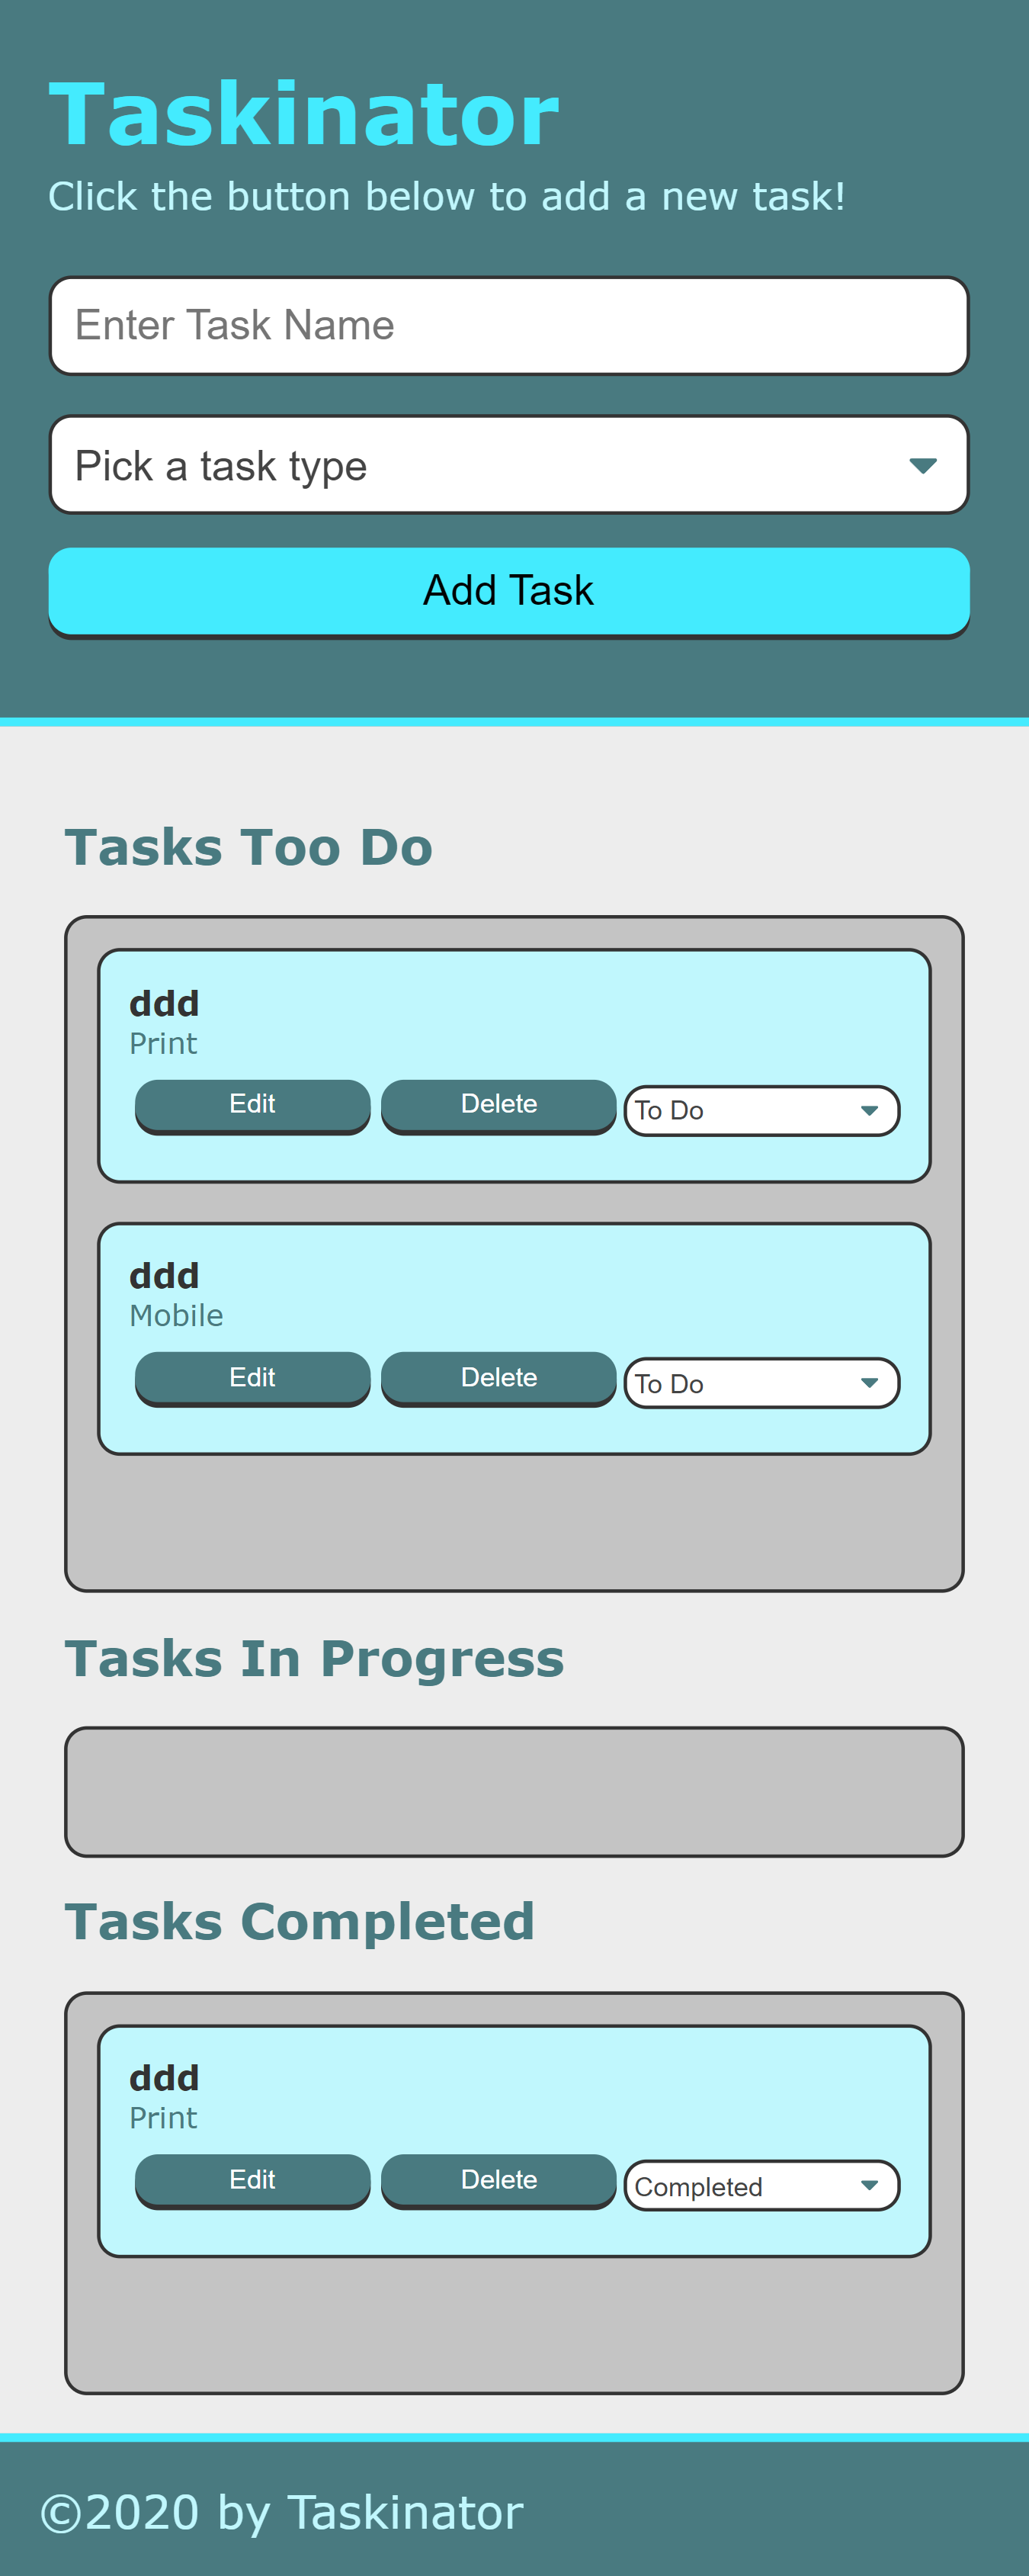 Taskinator
Click the button below to add a new task!
Enter Task Name
Pick a task type
Add Task
Tasks Too Do
ddd
Print
Edit Delete To Do
ddd
Mobile
Edit Delete To Do
Tasks In Progress
Tasks Completed
ddd
Print
Edit Delete Completed
©2020 by Taskinator